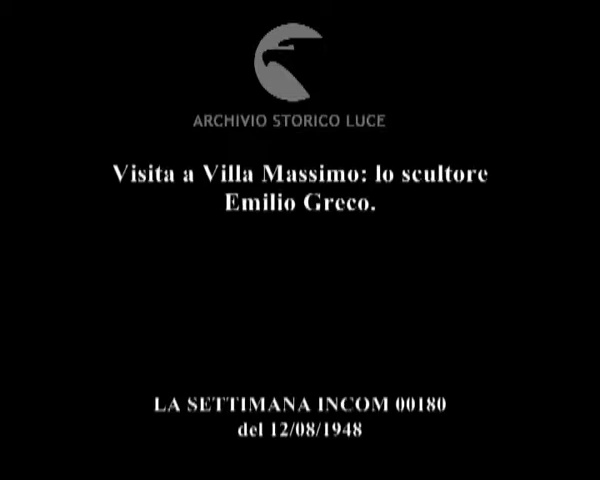 ARCHIVIO STORICO LUCE
Visita a Villa Massimo: lo scultore
Emilio Greco.
LA SETTIMANA INCOM 00180
del 12/08/1948